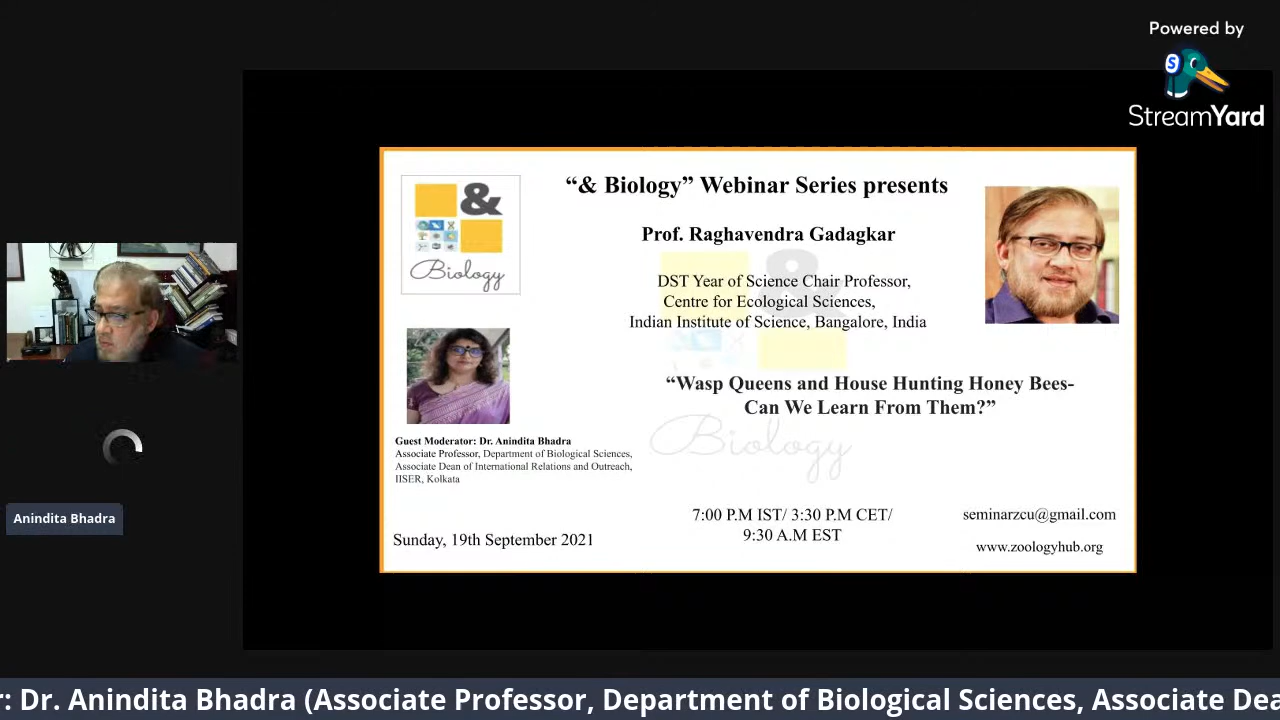 Powered by
StreamYard
“& Biology” Webinar Series presents
&
Biology
Prof. Raghavendra Gadagkar
DST Year of Science Chair Professor,
Centre for Ecological Sciences,
Indian Institute of Science, Bangalore, India
“Wasp Queens and House Hunting Honey Bees-
Can We Learn From Them?”
&
Biology
Guest Moderator: Dr. Anindita Bhadra
Associate Professor, Department of Biological Sciences,
Associate Dean of International Relations and Outreach,
IISER, Kolkata
Sunday, 19th September 2021
7:00 P.M IST/ 3:30 P.M CET/
9:30 A.M EST
seminarzcu@gmail.com
www.zoologyhub.org
Anindita Bhadra
r: Dr. Anindita Bhadra (Associate Professor, Department of Biological Sciences, Associate Dea